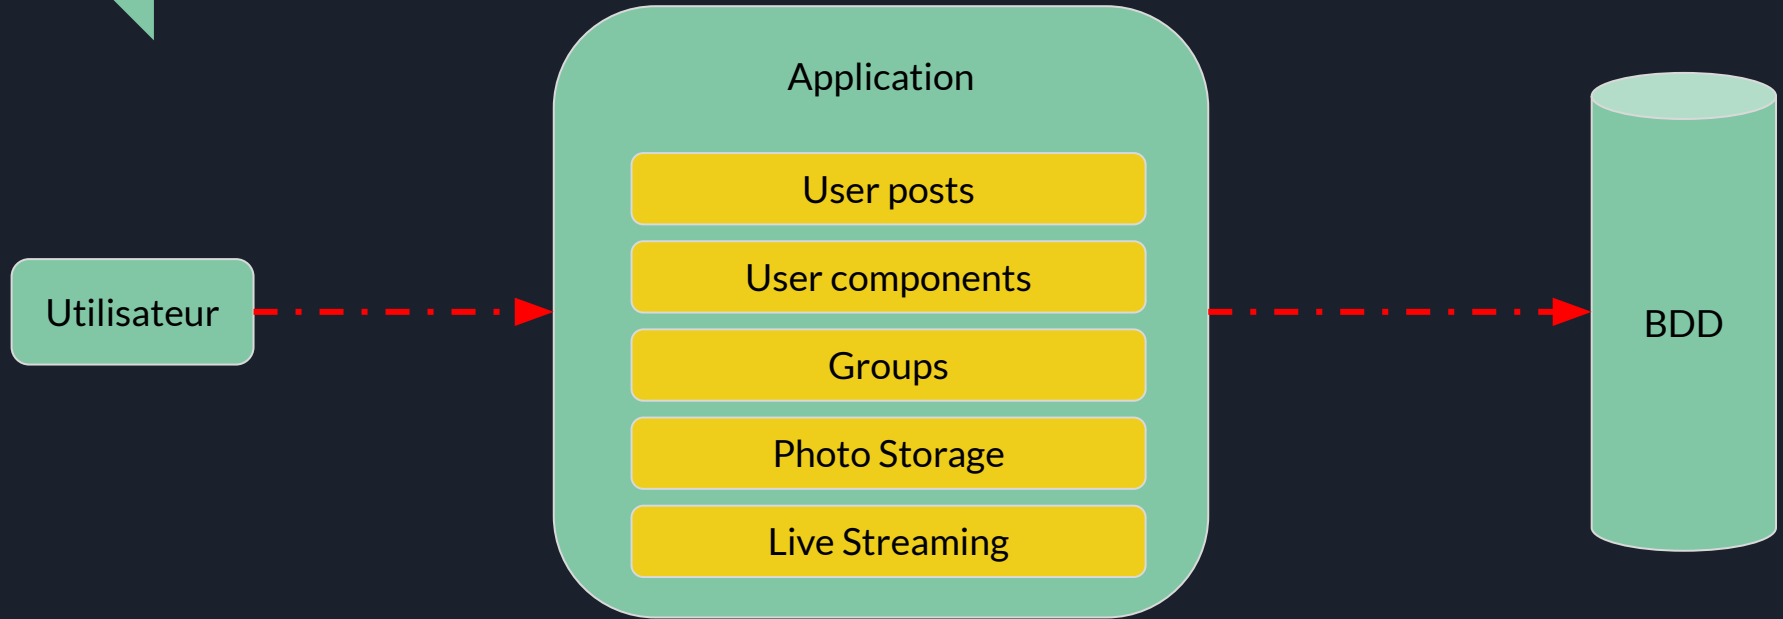 Application
User posts
User components
Utilisateur
Groups
BDD
Photo Storage
Live Streaming